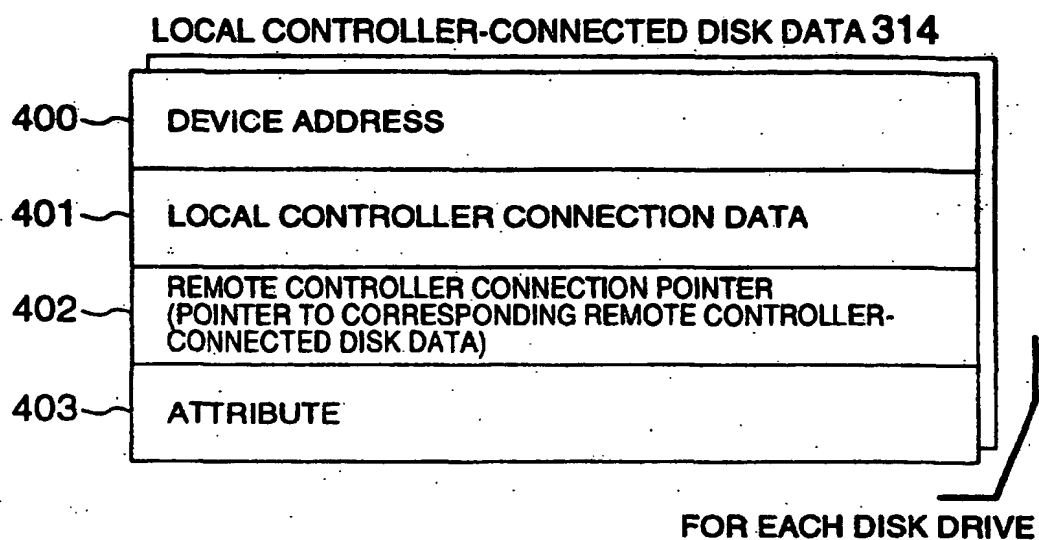 LOCAL CONTROLLER-CONNECTED DISK DATA 314
400 DEVICE ADDRESS
401 LOCAL CONTROLLER CONNECTION DATA
402 REMOTE CONTROLLER CONNECTION POINTER
(POINTER TO CORRESPONDING REMOTE CONTROLLER-
CONNECTED DISK DATA)
403 ATTRIBUTE
FOR EACH DISK DRIVE